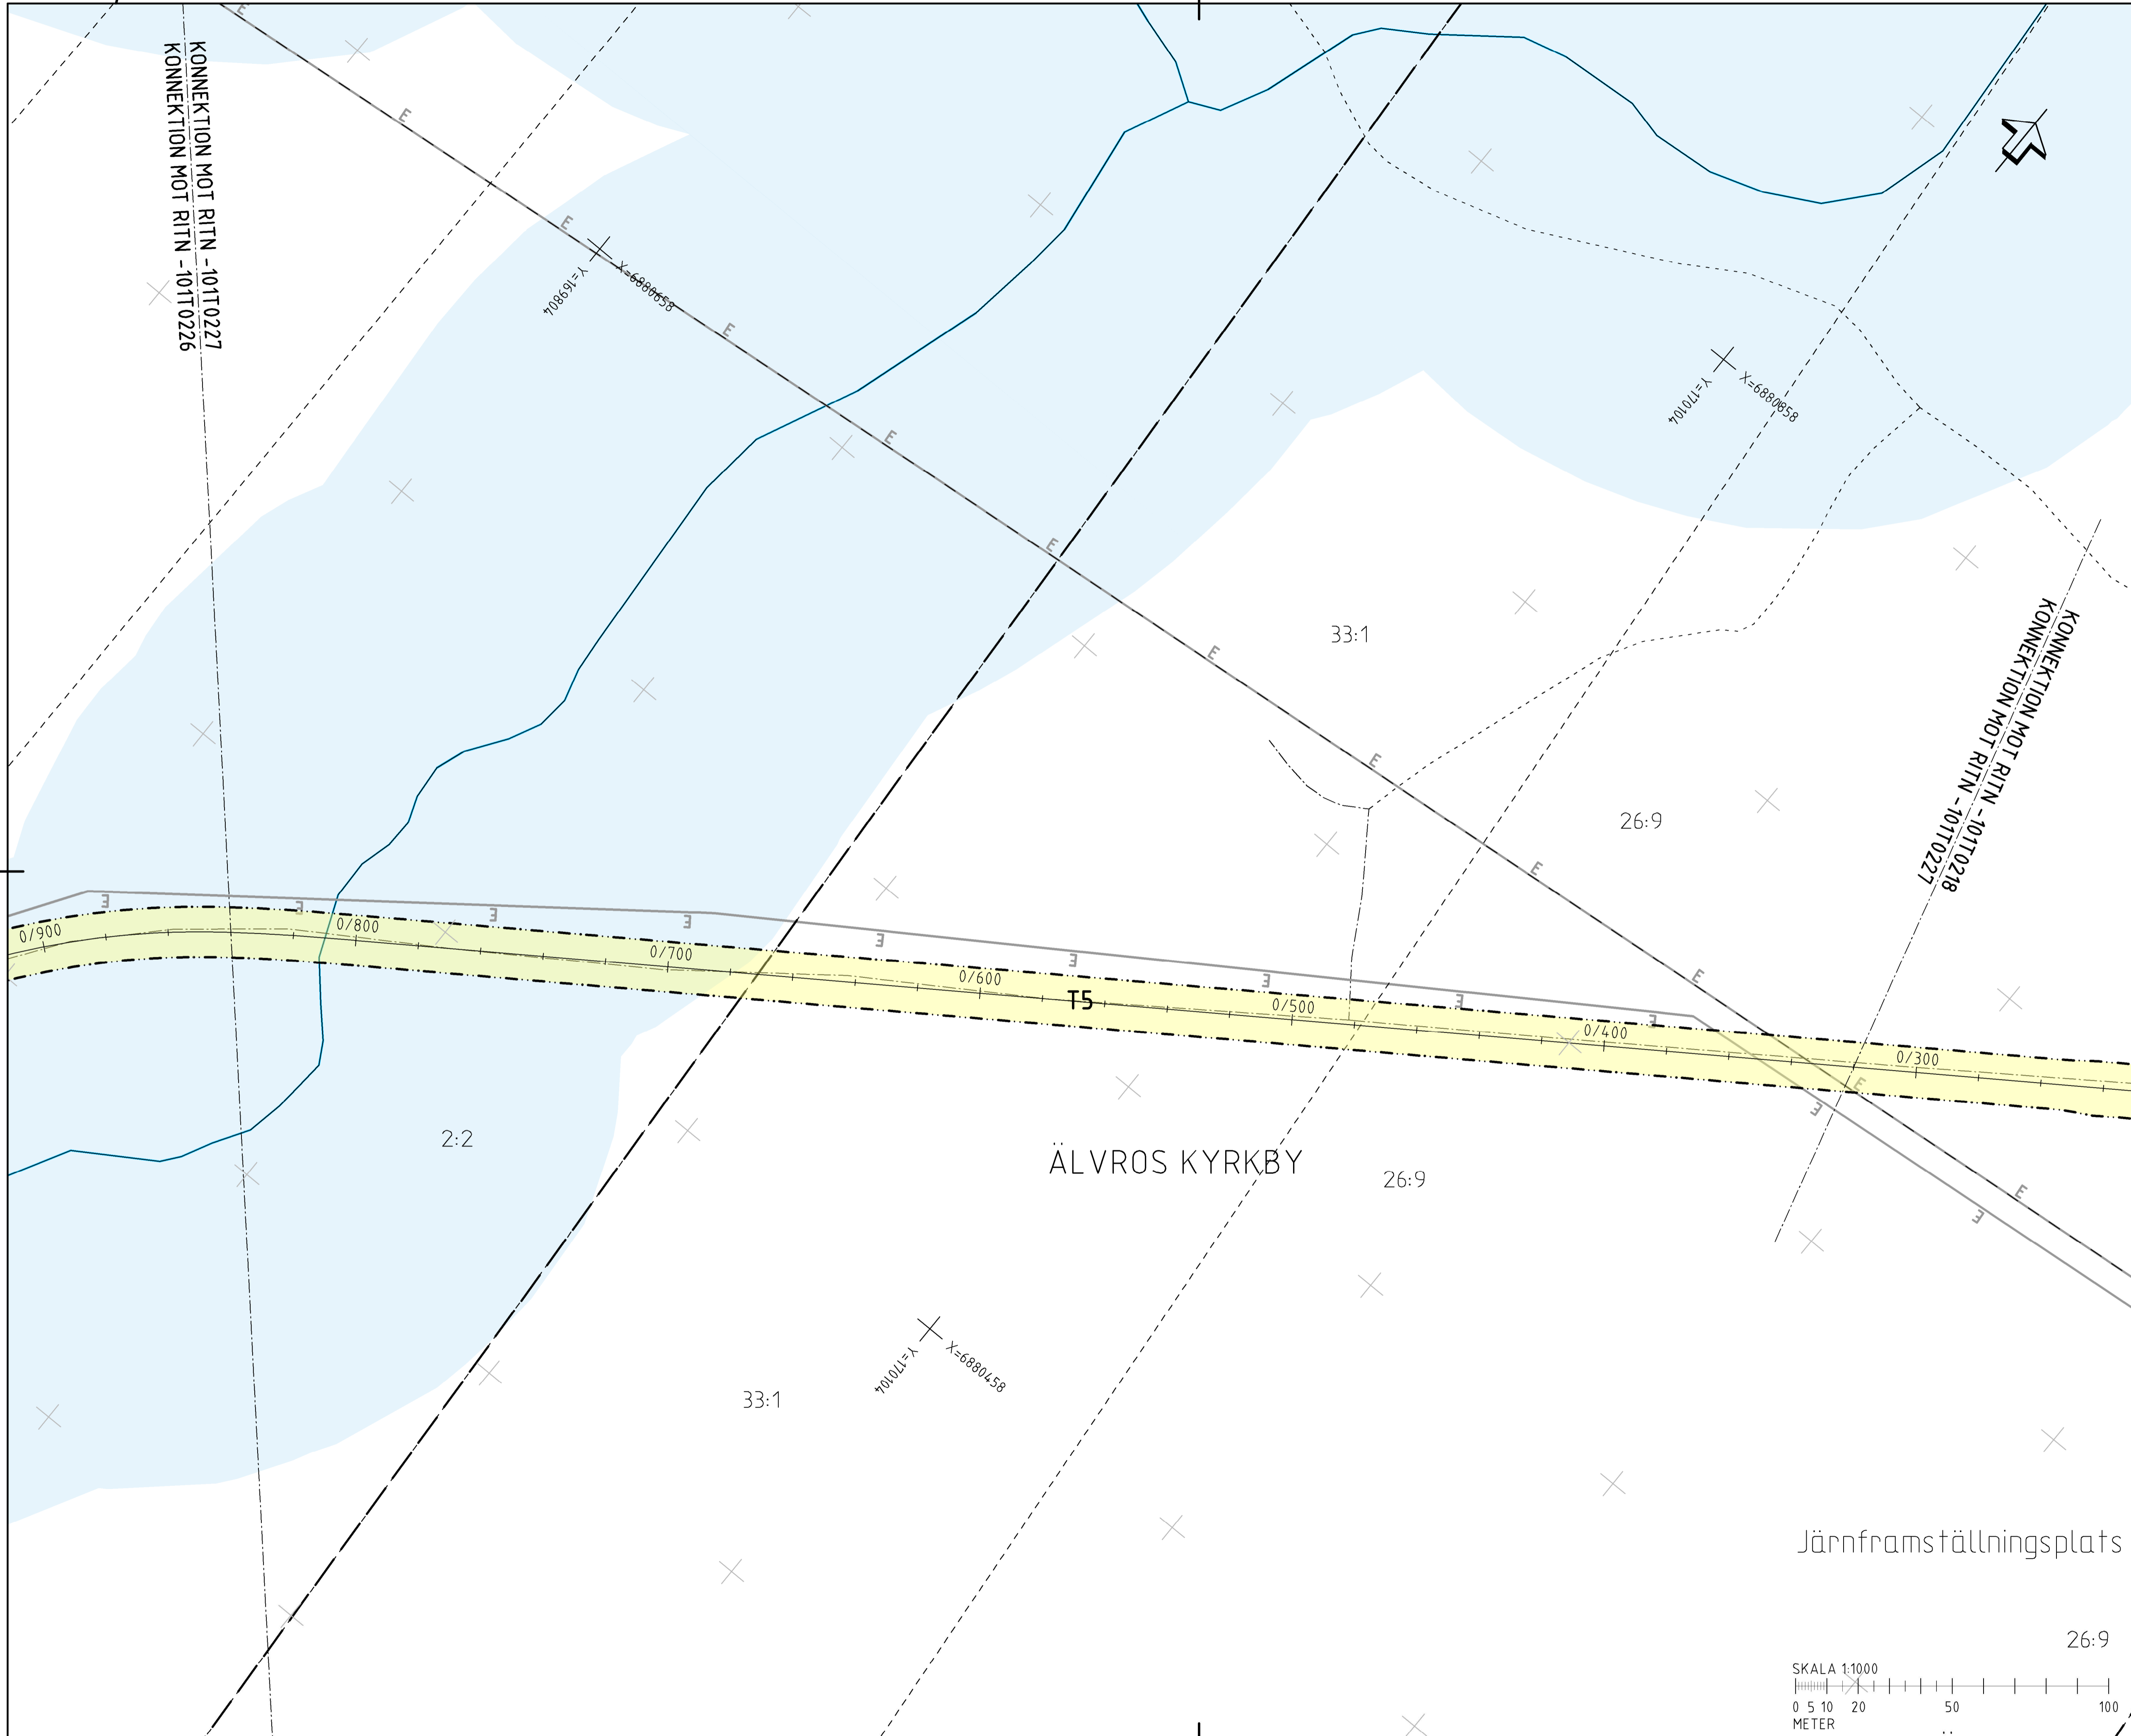 KONNEKTION MOT RITN -101T0227
KONNEKTION MOT RITN -101T0226
E
E
E
X=6880658
Y=169804
E
E
E
X=6880858
Y=170104
E
33:1
E
26:9
E
KONNEKTION MOT RITN -101T0218
KONNEKTION MOT RITN -101T0227
E
E
E
E
E
E
E
E
E
E
0/900
0/800
0/700
0/600
T5
0/500
0/400
0/300
E
E
E
E
E
2:2
ÄLVROS KYRKBY
26:9
X=6880458
Y=170104
33:1
Järnframställningsplats
26:9
SKALA 1:1000
0 5 10 20 50 100
METER